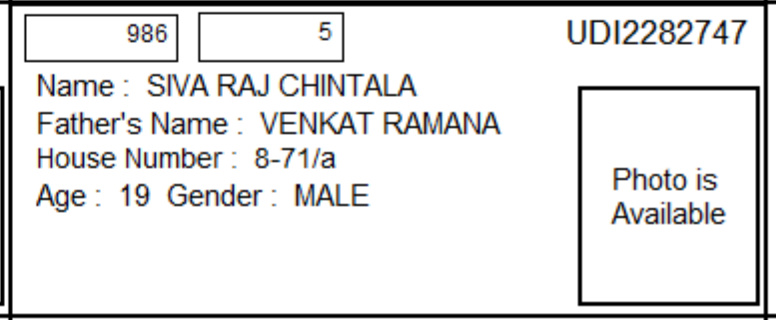 986 5 UDI2282747
Name : SIVA RAJ CHINTALA
Father's Name : VENKAT RAMANA
House Number : 8-71/a
Age : 19 Gender : MALE
Photo is
Available